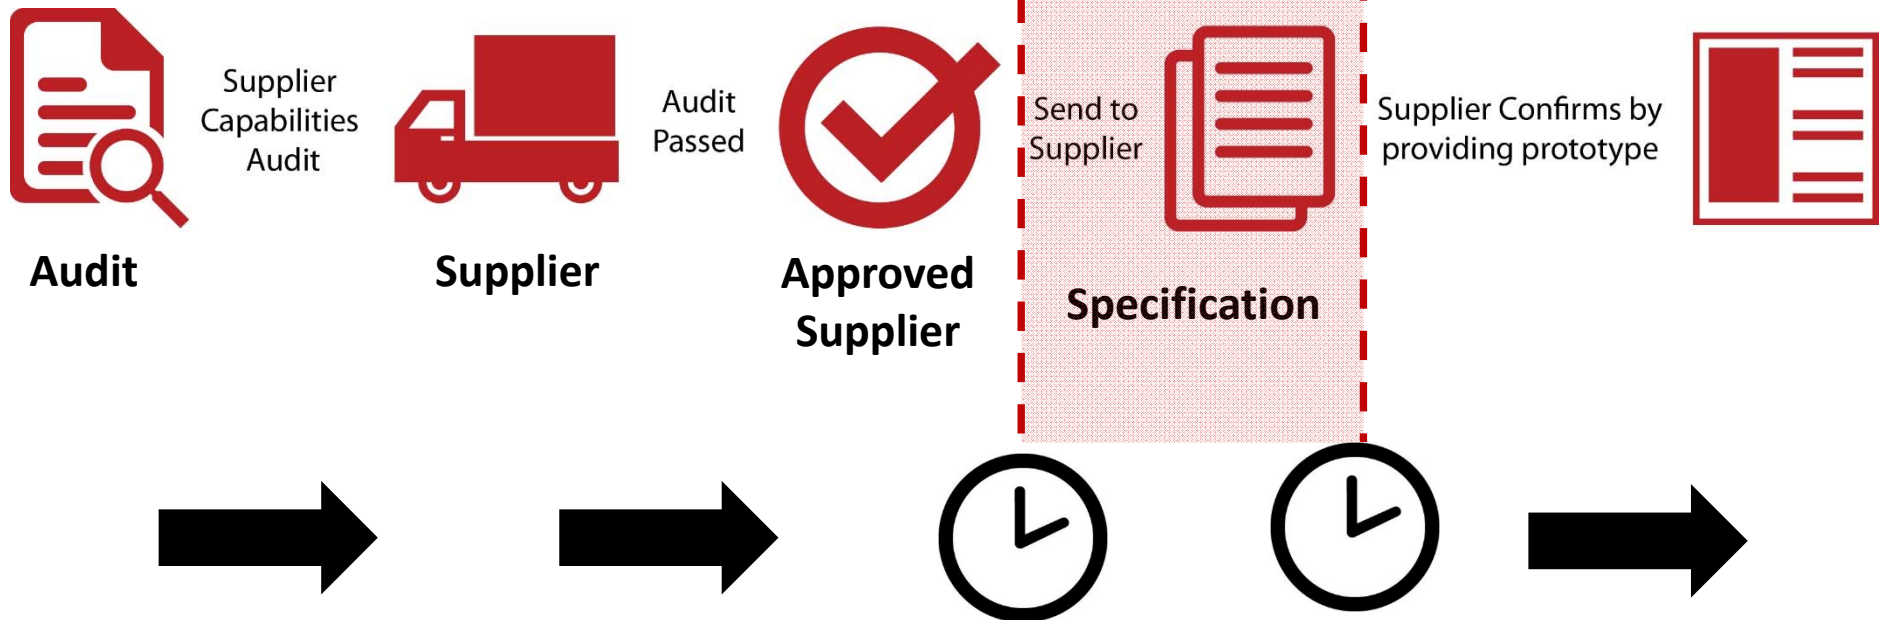 Supplier
Capabilities
Audit
Audit
Passed
Send to
Supplier
Supplier Confirms by
providing prototype
Audit
Supplier
Approved
Supplier
Specification